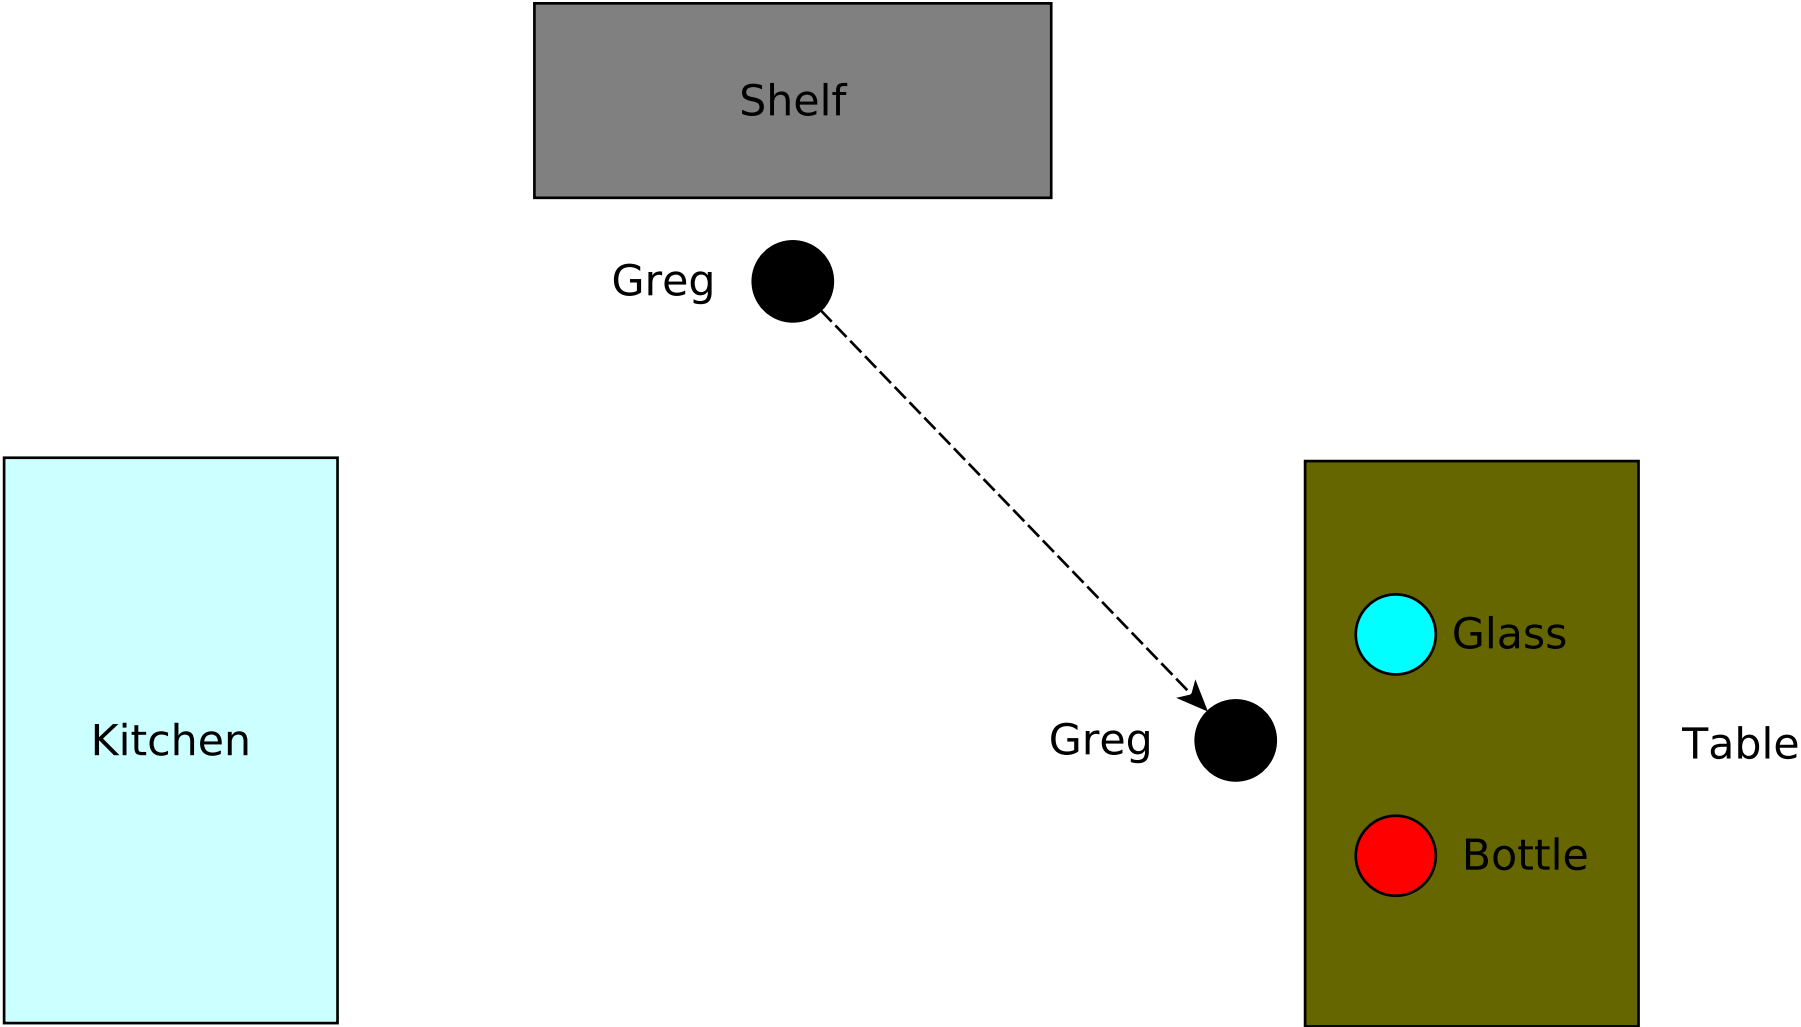 Shelf
Greg
Glass
Kitchen
Greg
Table
Bottle